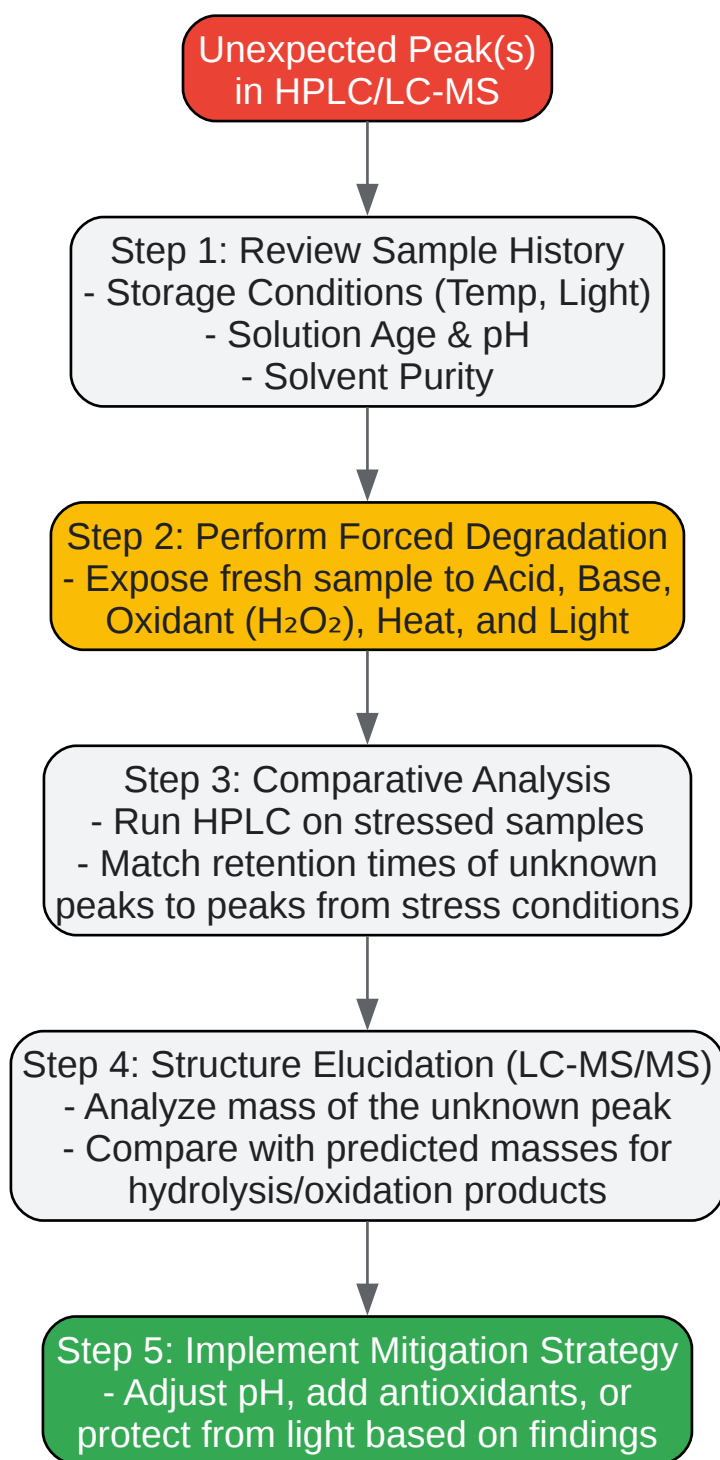 Unexpected Peak(s)
in HPLC/LC-MS
Step 1: Review Sample History
- Storage Conditions (Temp, Light)
- Solution Age & pH
- Solvent Purity
Step 2: Perform Forced Degradation
- Expose fresh sample to Acid, Base,
Oxidant (H₂O₂), Heat, and Light
Step 3: Comparative Analysis
- Run HPLC on stressed samples
- Match retention times of unknown
peaks to peaks from stress conditions
Step 4: Structure Elucidation (LC-MS/MS)
- Analyze mass of the unknown peak
- Compare with predicted masses for
hydrolysis/oxidation products
Step 5: Implement Mitigation Strategy
- Adjust pH, add antioxidants, or
protect from light based on findings